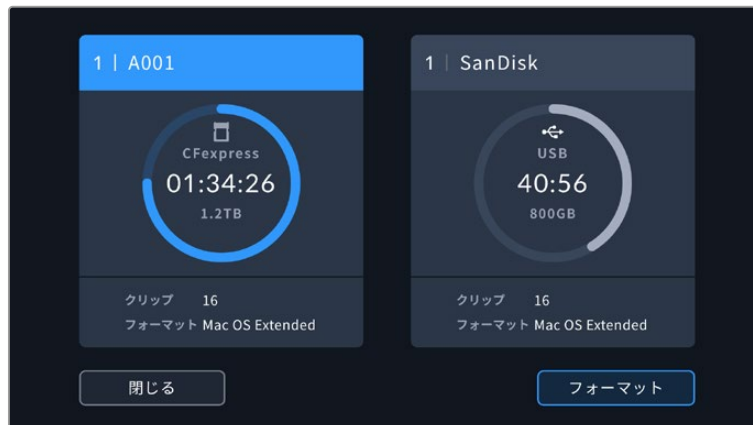 1 | A001
CFexpress
01:34:26
1.2TB
クリップ 16
フォーマット Mac OS Extended
1 | SanDisk
USB
40:56
800GB
クリップ 16
フォーマット Mac OS Extended
閉じる
フォーマット